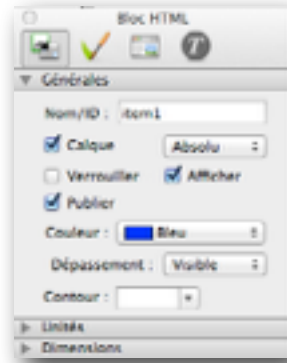 Bloc HTML
T
Générales
Nom/ID : item1
Calque Absolu
Verrouiller Afficher
Publier
Couleur : Bleu
Dépassement : Visible
Contour :
Unités
Dimensions